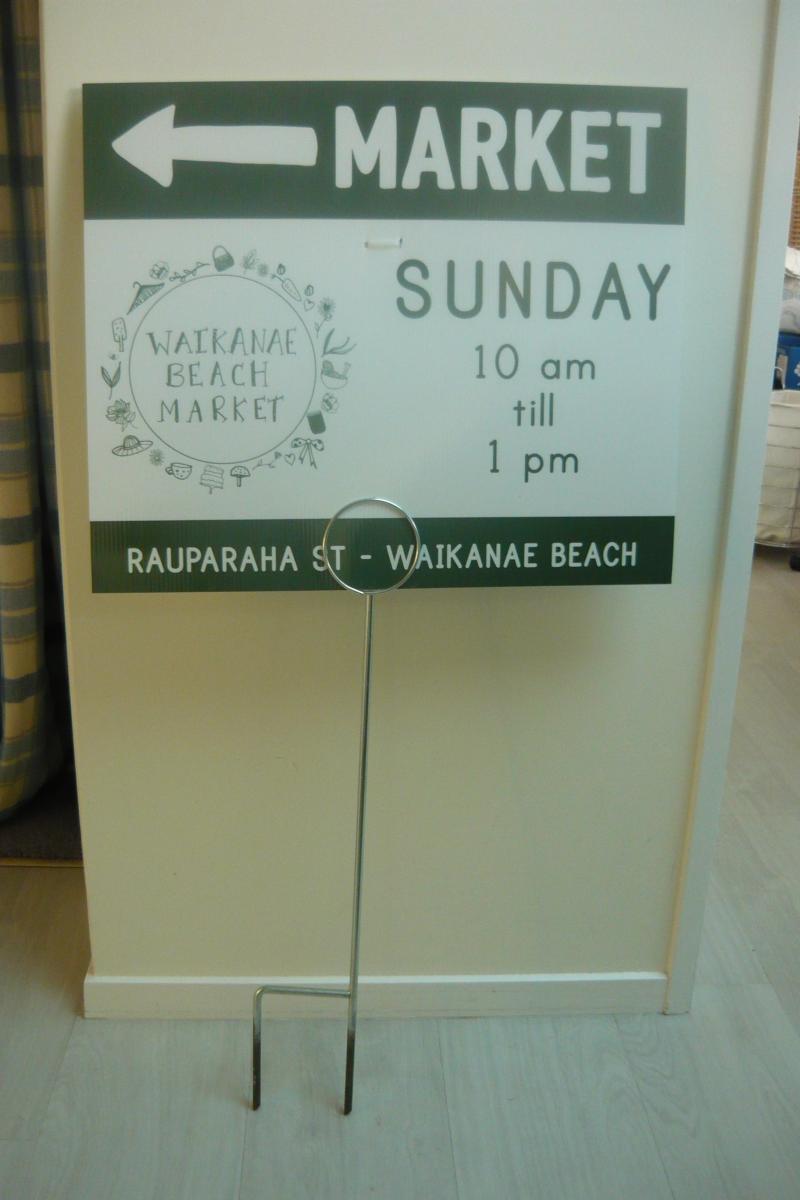 MARKET
WAIKANAE
BEACH
MARKET
SUNDAY
10 am
till
1 pm
RAUPARAHA ST - WAIKANAE BEACH